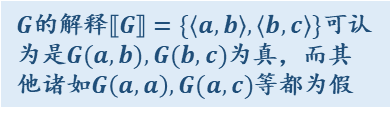 G的解释⟦G⟧ = {⟨a, b⟩,⟨b, c⟩}可认
为是G(a, b), G(b, c)为真，而其
他诸如G(a, a), G(a, c)等都为假